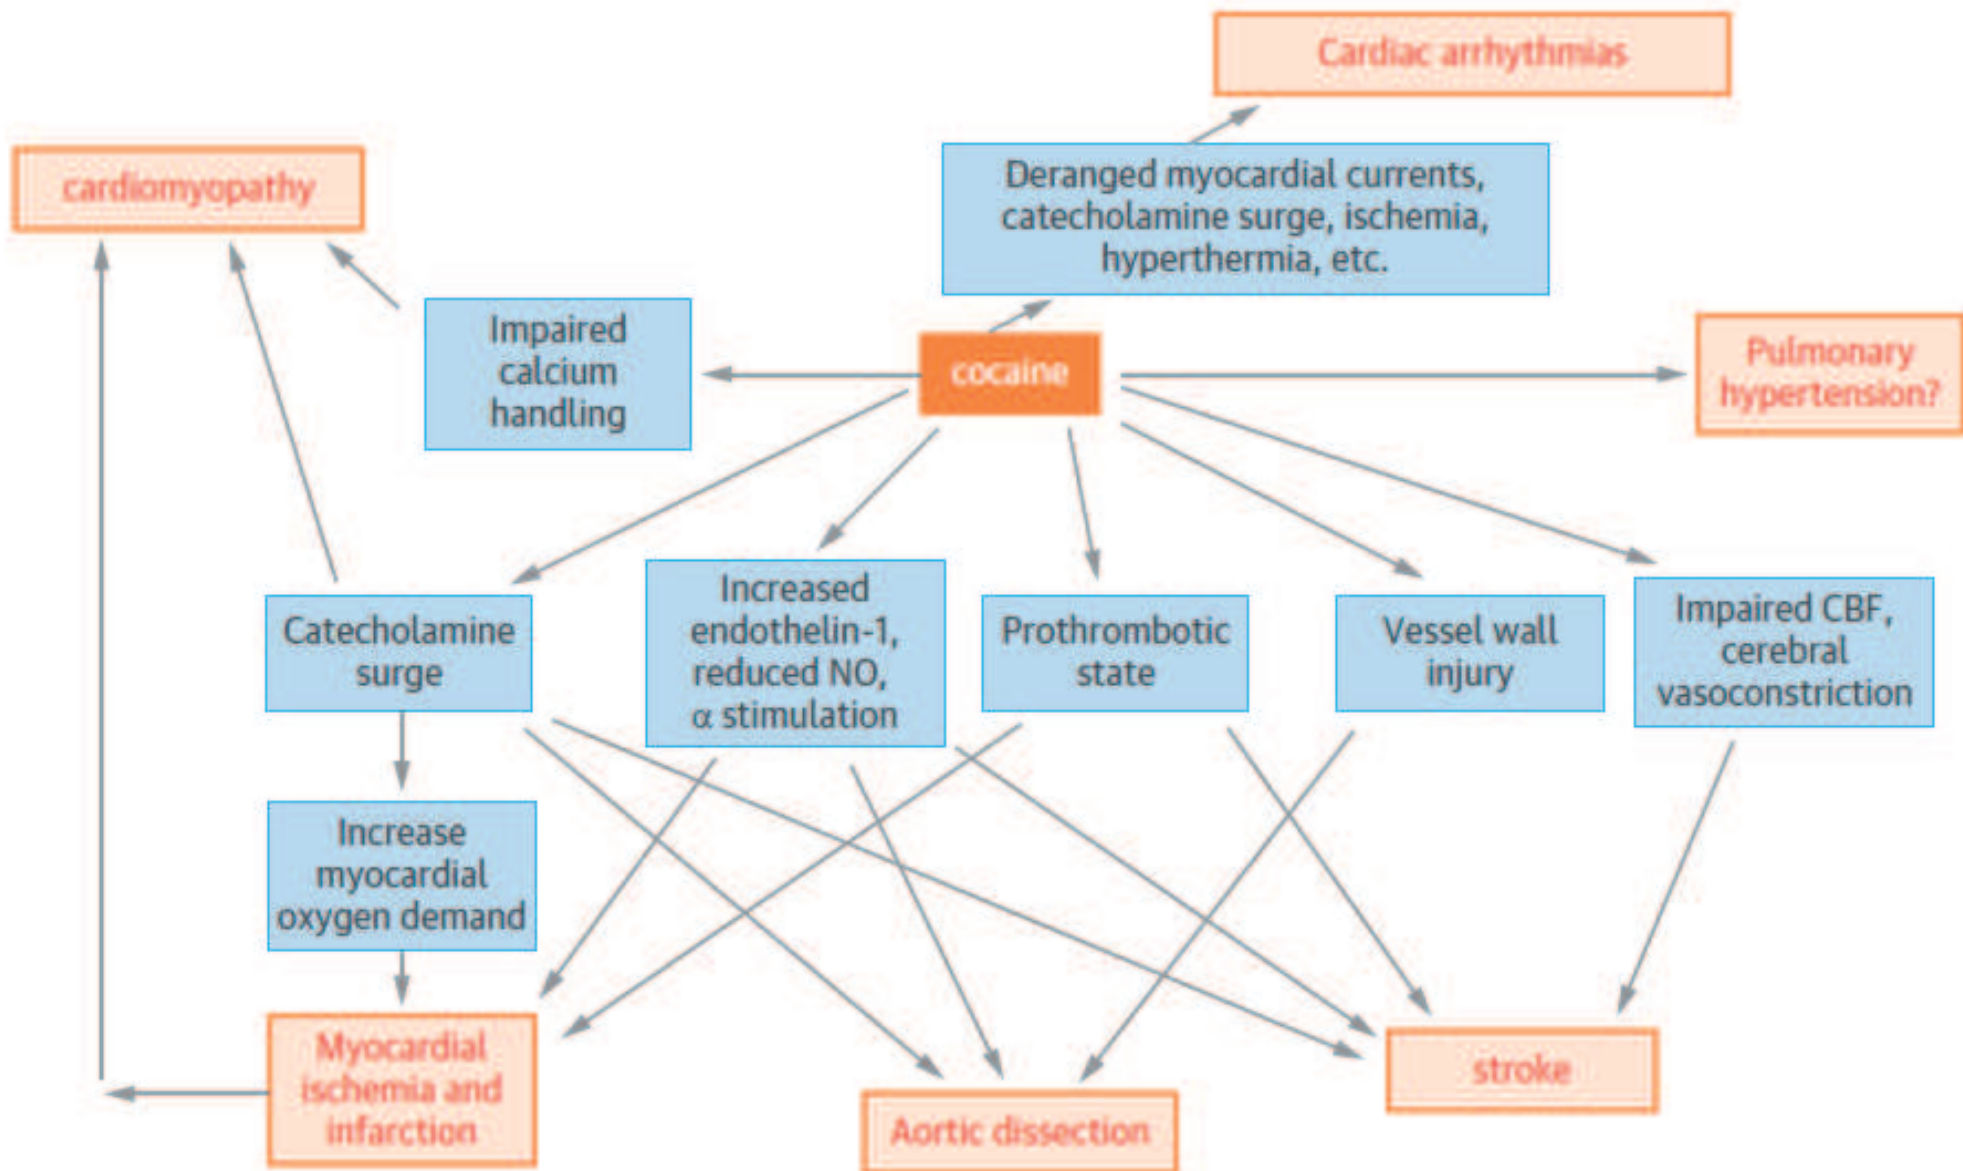 Cardiac arrhythmias
cardiomyopathy
Deranged myocardial currents,
catecholamine surge, ischemia,
hyperthermia, etc.
Impaired
calcium
handling
cocaine
Pulmonary
hypertension?
Catecholamine
surge
Increased
endothelin-1,
reduced NO,
α stimulation
Prothrombotic
state
Vessel wall
injury
Impaired CBF,
cerebral
vasoconstriction
Increase
myocardial
oxygen demand
Myocardial
ischemia and
infarction
Aortic dissection
stroke